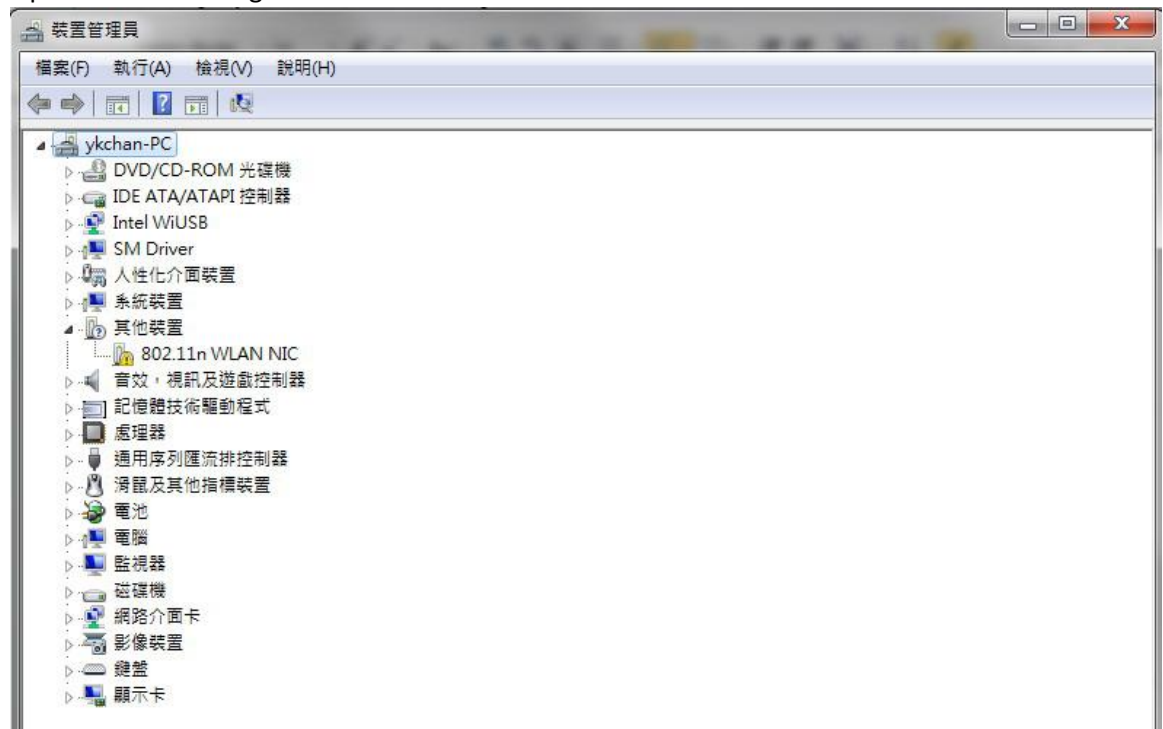 裝置管理員
檔案(F) 執行(A) 檢視(V) 說明(H)
ykchan-PC
DVD/CD-ROM 光碟機
IDE ATA/ATAPI 控制器
Intel WiUSB
SM Driver
人性化介面裝置
系統裝置
其他裝置
802.11n WLAN NIC
音效，視訊及遊戲控制器
記憶體技術驅動程式
處理器
通用序列匯流排控制器
滑鼠及其他指標裝置
電池
電腦
監視器
磁碟機
網路介面卡
影像裝置
鍵盤
顯示卡